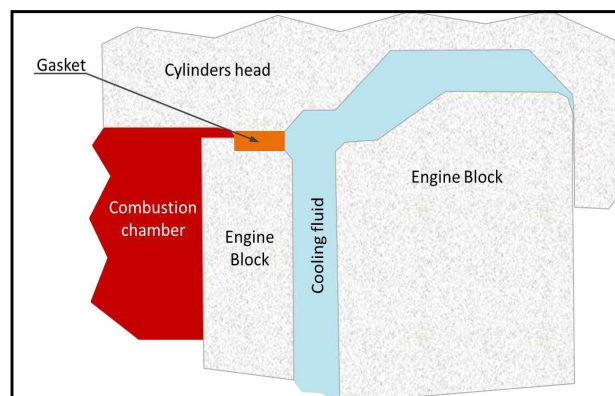 Gasket
Cylinders head
Combustion
chamber
Engine
Block
Cooling fluid
Engine Block